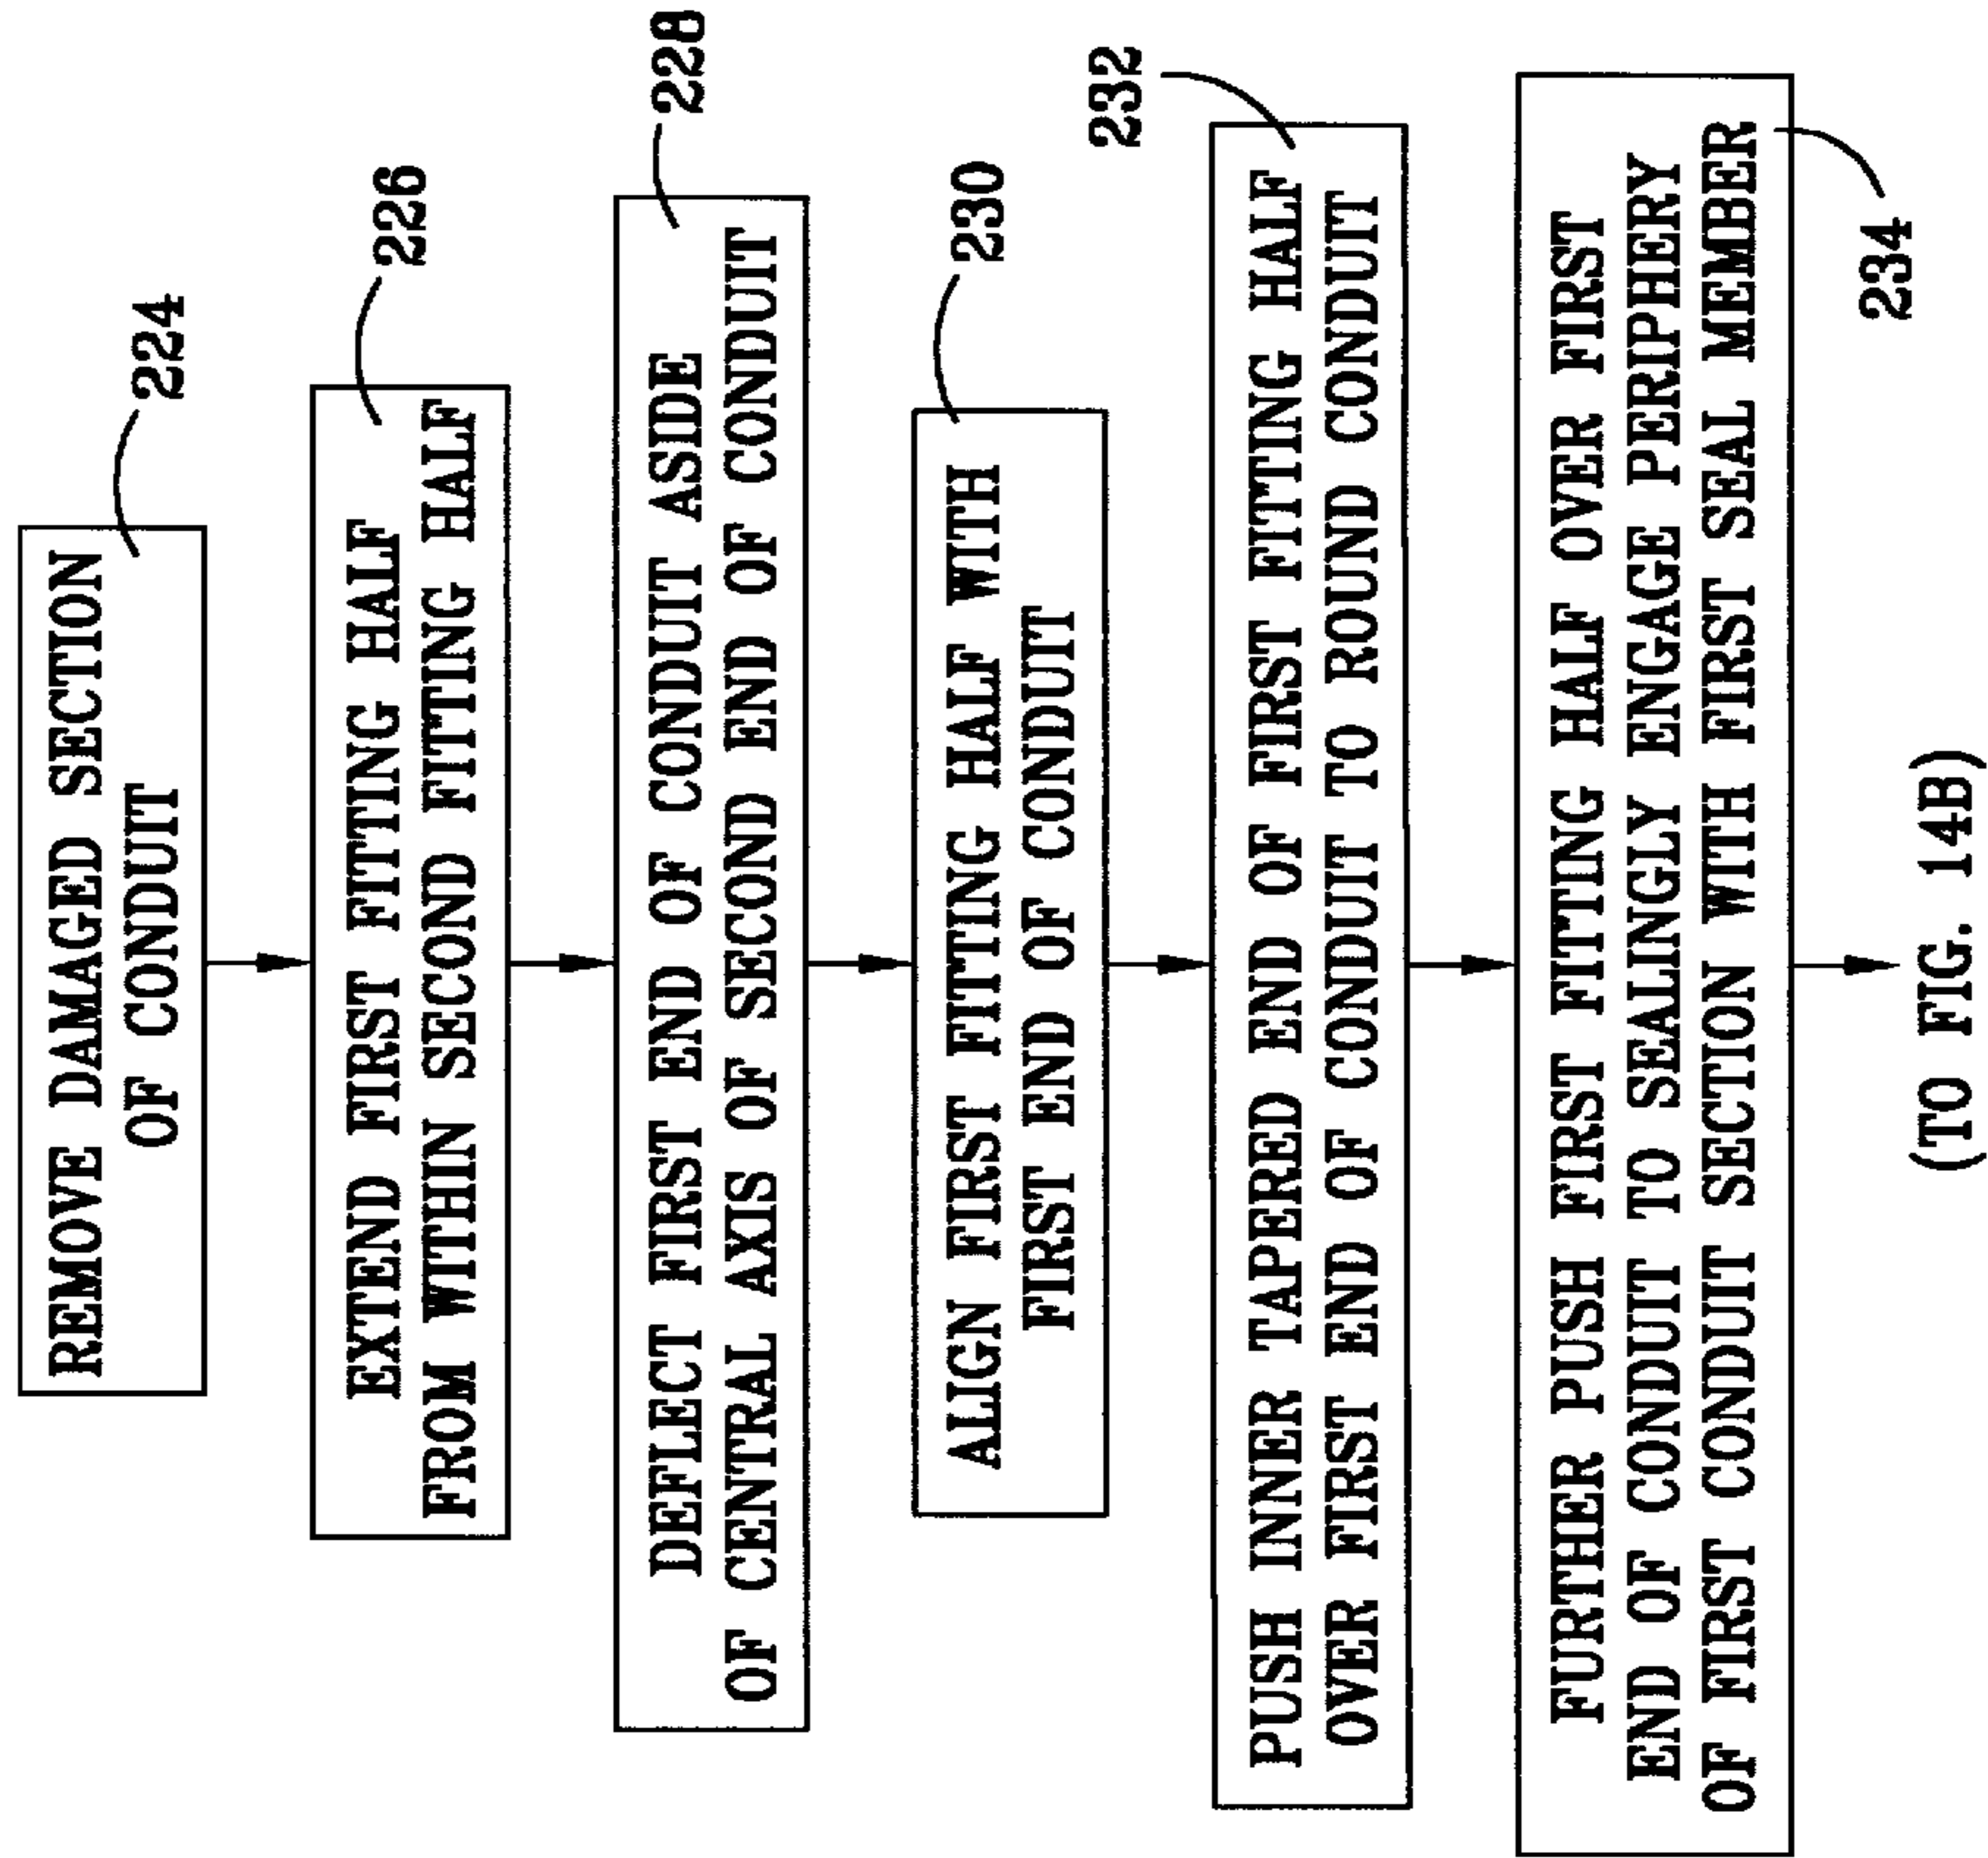 REMOVE DAMAGED SECTION
OF CONDUIT
224
EXTEND FIRST FITTING HALF
FROM WITHIN SECOND FITTING HALF
226
DEFLECT FIRST END OF CONDUIT ASIDE
OF CENTRAL AXIS OF SECOND END OF CONDUIT
228
ALIGN FIRST FITTING HALF WITH
FIRST END OF CONDUIT
230
PUSH INNER TAPERED END OF FIRST FITTING HALF
OVER FIRST END OF CONDUIT TO ROUND CONDUIT
232
FURTHER PUSH FIRST FITTING HALF OVER FIRST
END OF CONDUIT TO SEALINGLY ENGAGE PERIPHERY
OF FIRST CONDUIT SECTION WITH FIRST SEAL MEMBER
234
(TO FIG. 14B)